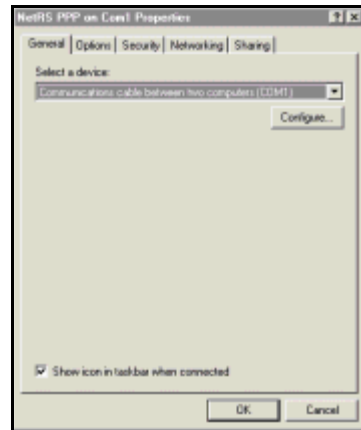 NetRS PPP on Com1 Properties
General Options Security Networking Sharing
Select a device:
Communications cable between two computers (COM1)
Configure...
Show icon in taskbar when connected
OK Cancel